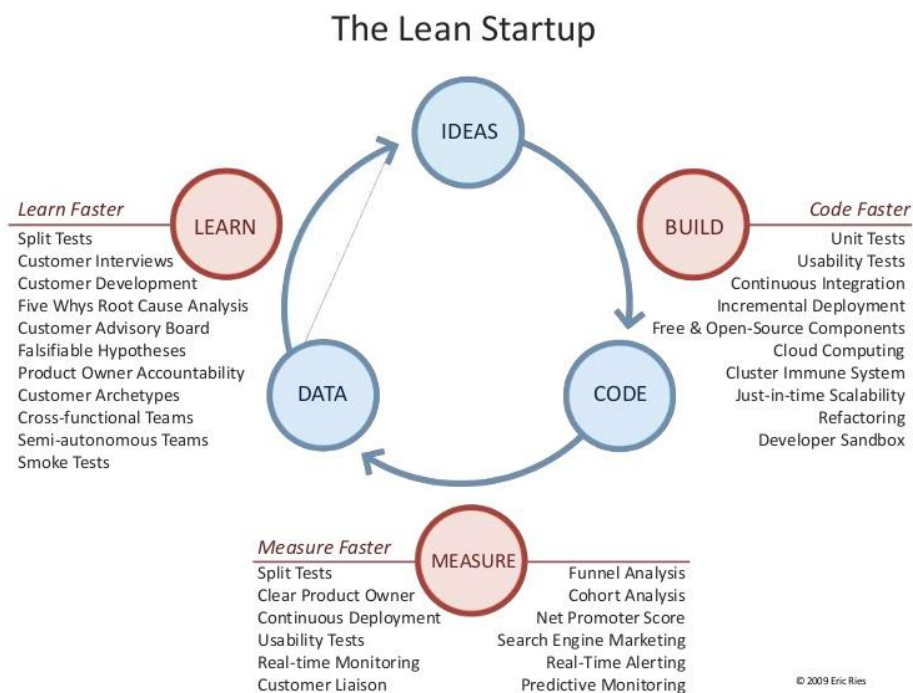 The Lean Startup
IDEAS
LEARN
Learn Faster
Split Tests
Customer Interviews
Customer Development
Five Whys Root Cause Analysis
Customer Advisory Board
Falsifiable Hypotheses
Product Owner Accountability
Customer Archetypes
Cross-functional Teams
Semi-autonomous Teams
Smoke Tests
BUILD
Code Faster
Unit Tests
Usability Tests
Continuous Integration
Incremental Deployment
Free & Open-Source Components
Cloud Computing
Cluster Immune System
Just-in-time Scalability
Refactoring
Developer Sandbox
DATA
CODE
MEASURE
Measure Faster
Split Tests
Clear Product Owner
Continuous Deployment
Usability Tests
Real-time Monitoring
Customer Liaison
Funnel Analysis
Cohort Analysis
Net Promoter Score
Search Engine Marketing
Real-Time Alerting
Predictive Monitoring
© 2009 Eric Ries